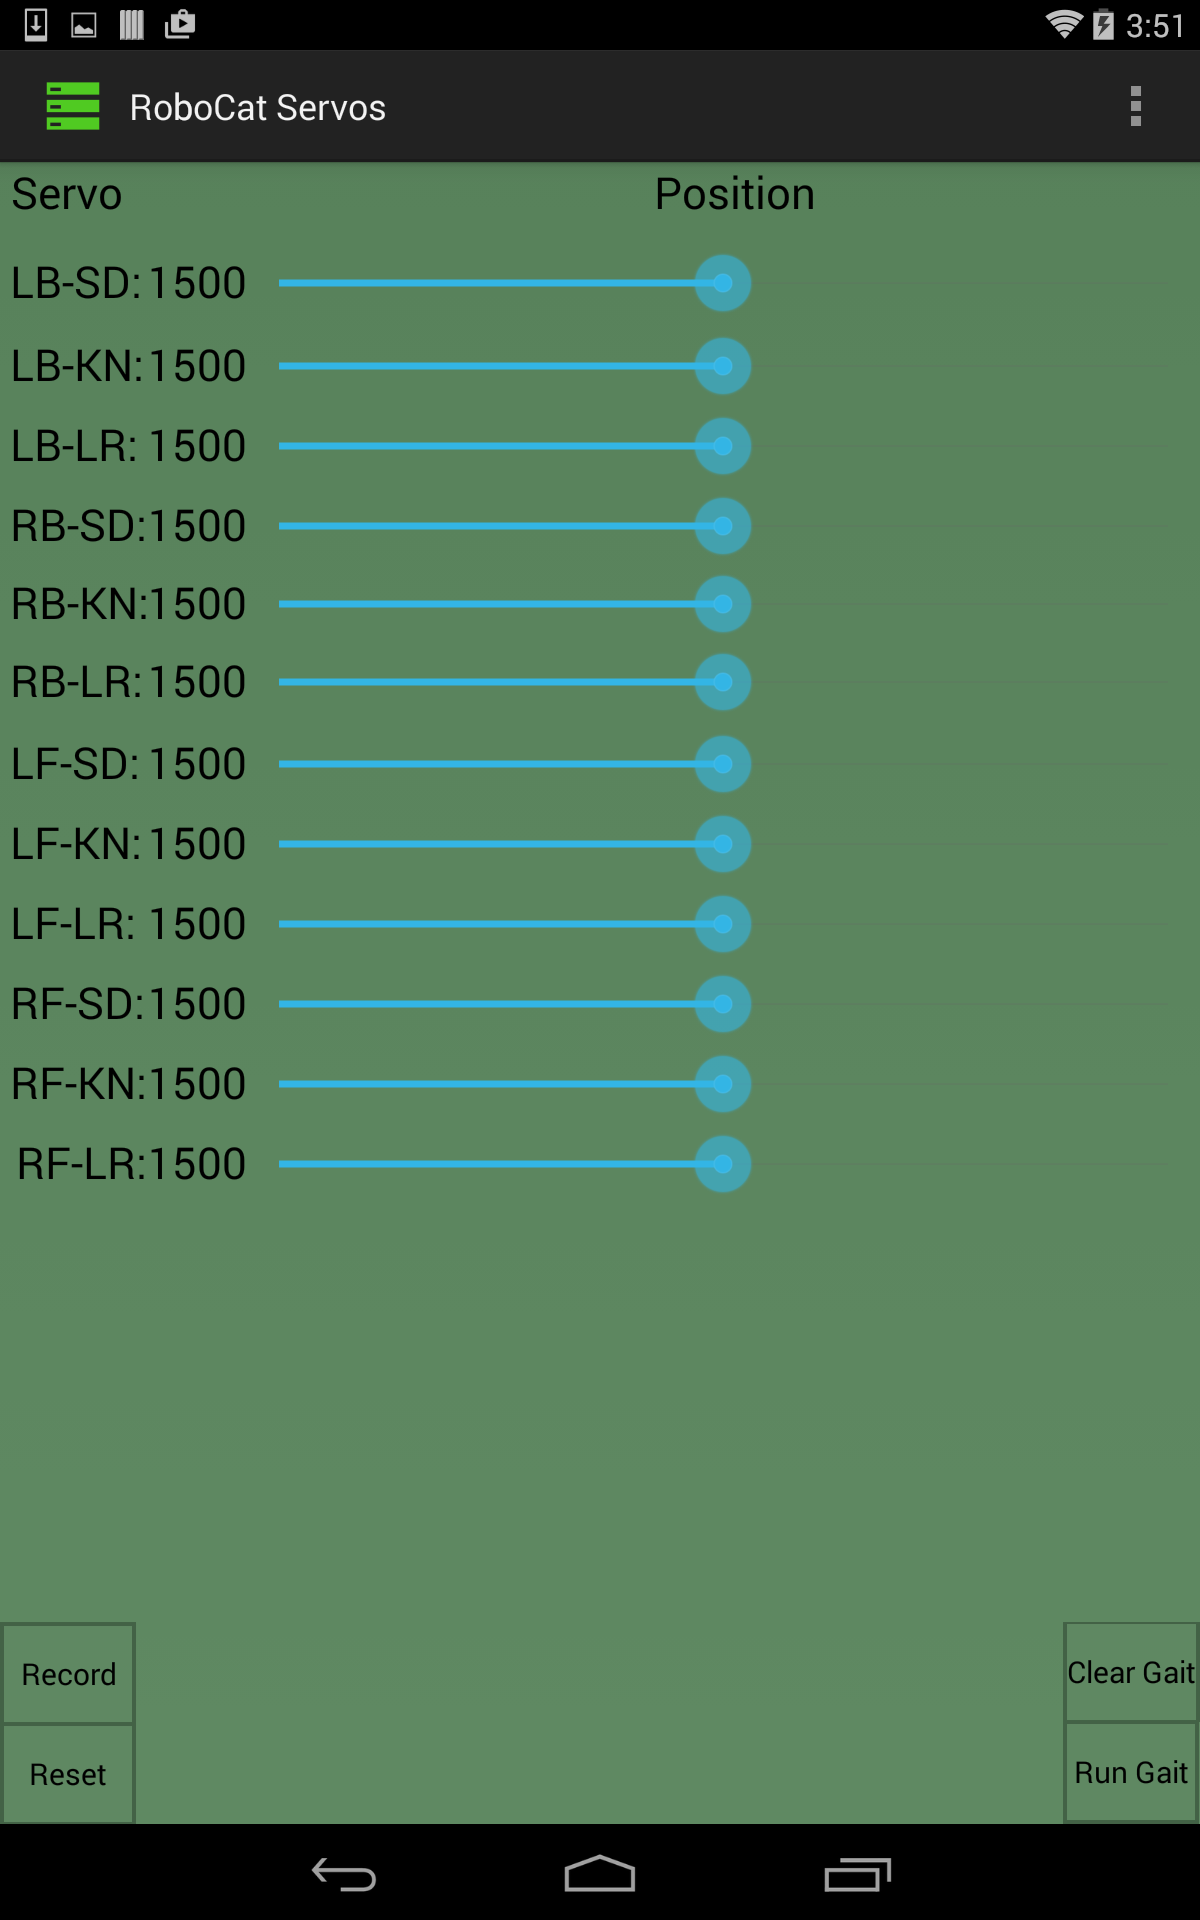 3:51
RoboCat Servos
Servo Position
LB-SD: 1500
LB-KN: 1500
LB-LR: 1500
RB-SD: 1500
RB-KN: 1500
RB-LR: 1500
LF-SD: 1500
LF-KN: 1500
LF-LR: 1500
RF-SD: 1500
RF-KN: 1500
RF-LR: 1500
Record Clear Gait
Reset Run Gait